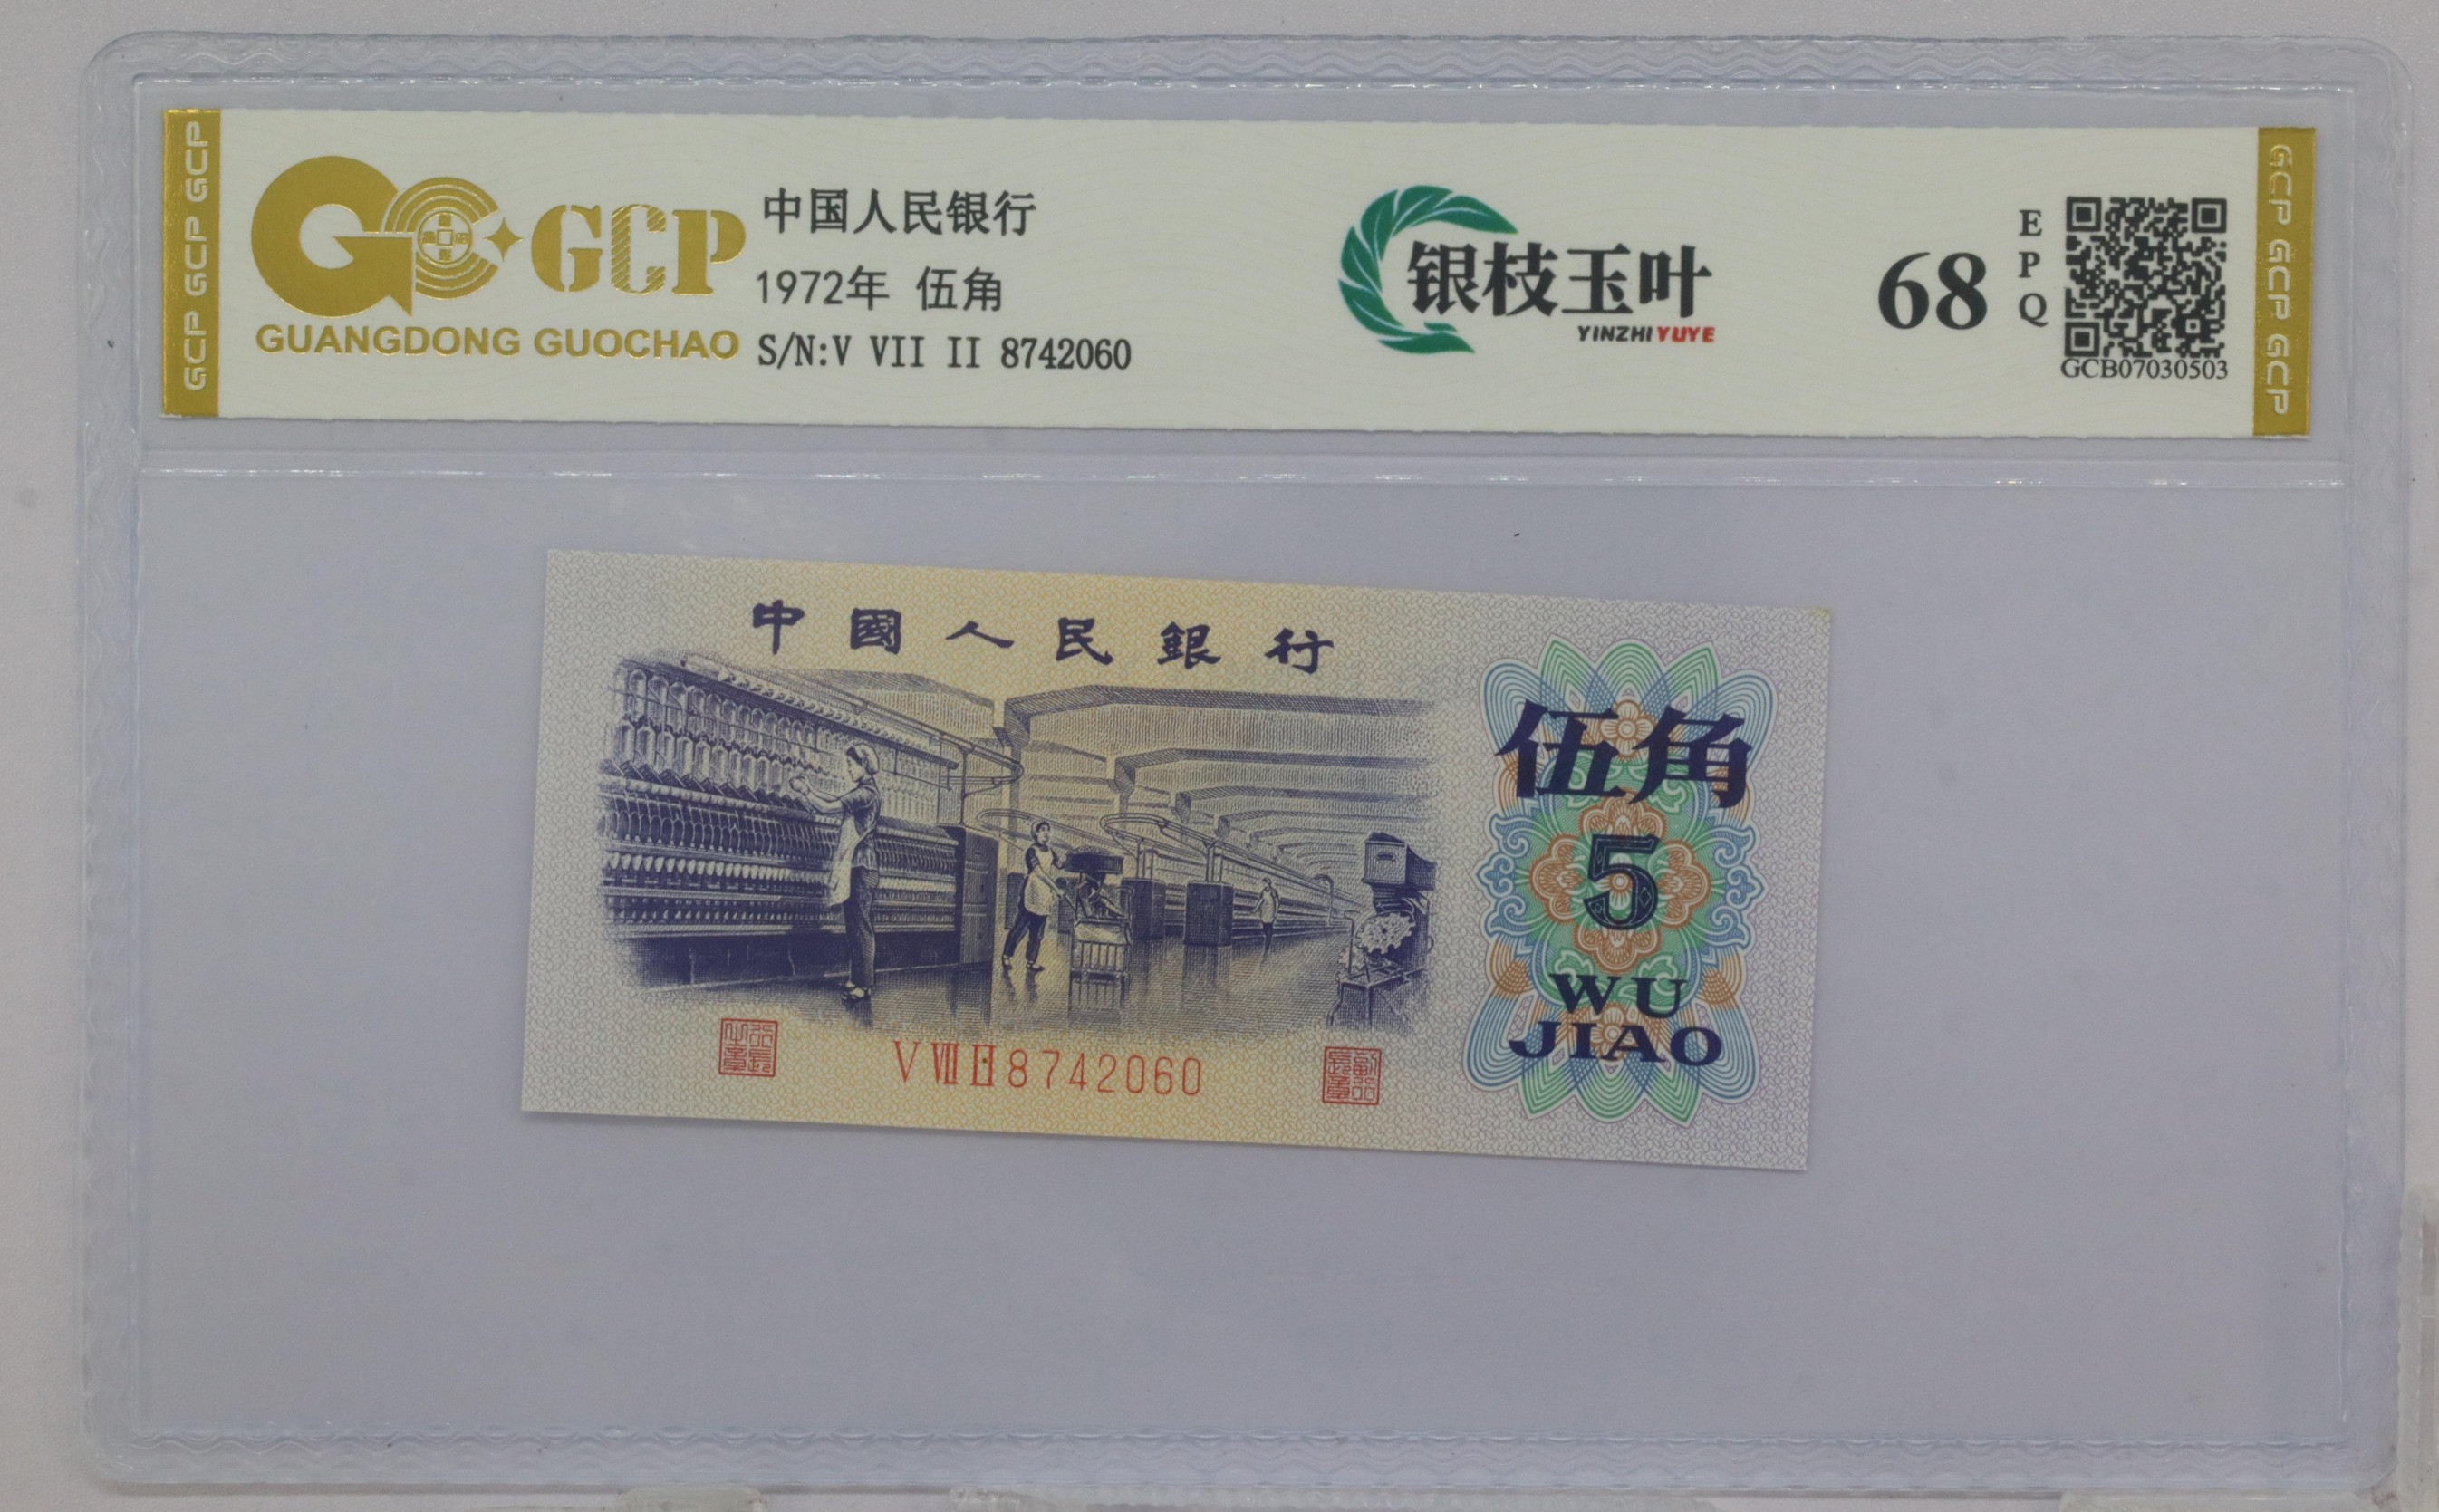 GCP GCP GCP
GCP
GUANGDONG GUOCHAO
中国人民银行
1972年 伍角
S/N:V VII II 8742060
银枝玉叶
YINZHIYUYE
68
EPQ
GCB07030503
GCP GCP GCP
中國人民銀行
伍角
5
WU
JIAO
V VII II 8742060